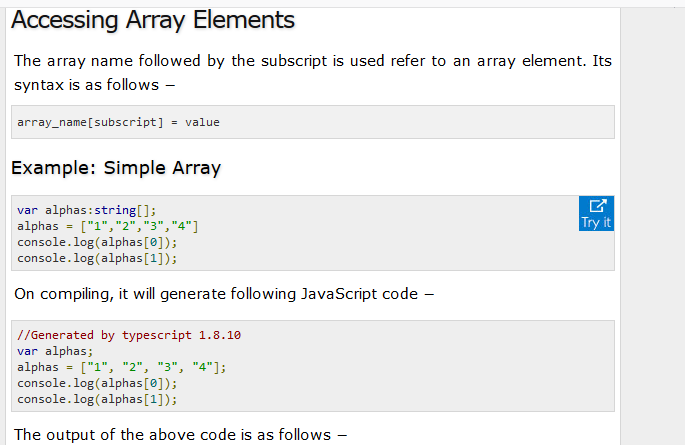 Accessing Array Elements
The array name followed by the subscript is used refer to an array element. Its
syntax is as follows −
array_name[subscript] = value
Example: Simple Array
var alphas:string[];
alphas = ["1","2","3","4"]
console.log(alphas[0]);
console.log(alphas[1]);
Try it
On compiling, it will generate following JavaScript code −
//Generated by typescript 1.8.10
var alphas;
alphas = ["1", "2", "3", "4"];
console.log(alphas[0]);
console.log(alphas[1]);
The output of the above code is as follows −